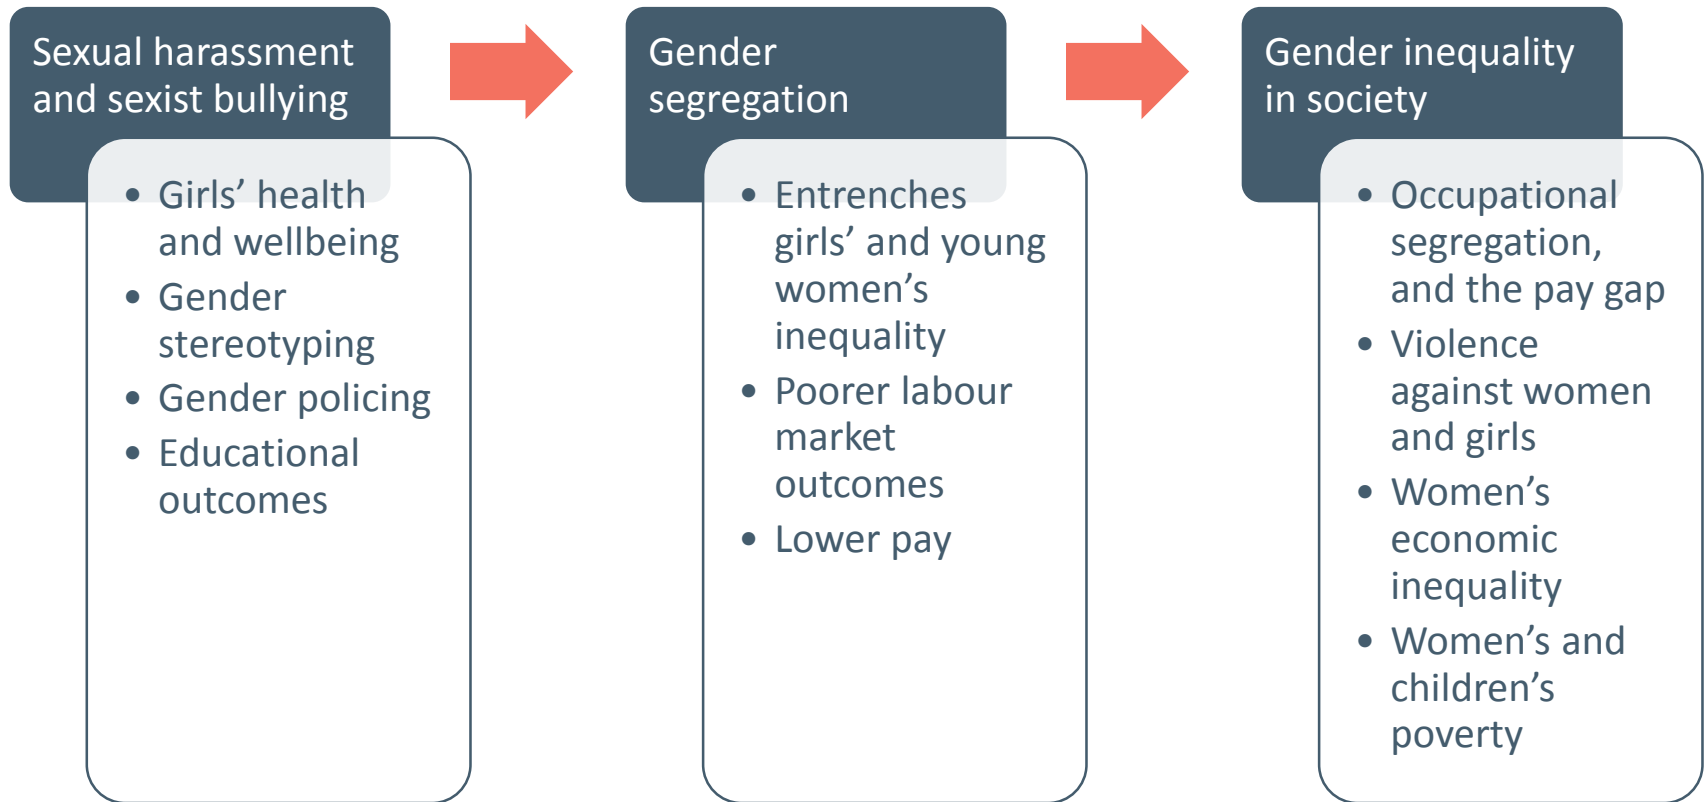 Sexual harassment
and sexist bullying
• Girls’ health
and wellbeing
• Gender
stereotyping
• Gender policing
• Educational
outcomes
Gender
segregation
• Entrenches
girls’ and young
women’s
inequality
• Poorer labour
market
outcomes
• Lower pay
Gender inequality
in society
• Occupational
segregation,
and the pay gap
• Violence
against women
and girls
• Women’s
economic
inequality
• Women’s and
children’s
poverty